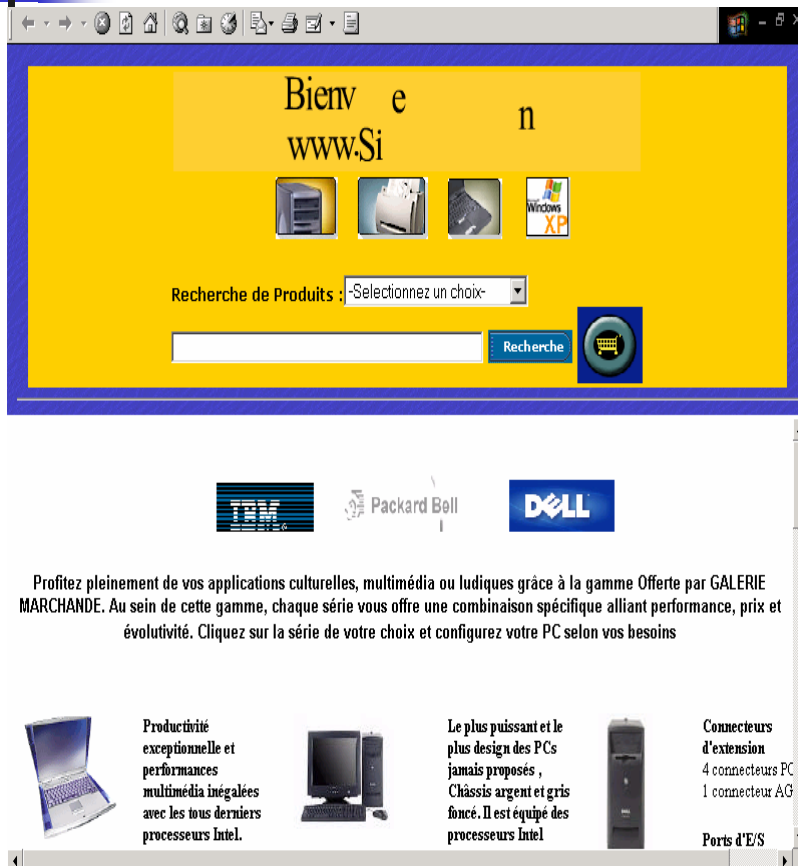 Bienv e n
www.Si
Windows
XP
Recherche de Produits : -Selectionnez un choix-
Recherche
IBM
Packard Bell
DELL
Profitez pleinement de vos applications culturelles, multimédia ou ludiques grâce à la gamme Offerte par GALERIE
MARCHANDE. Au sein de cette gamme, chaque série vous offre une combinaison spécifique alliant performance, prix et
évolutivité. Cliquez sur la série de votre choix et configurez votre PC selon vos besoins
Productivité
exceptionnelle et
performances
multimédia inégalées
avec les tous derniers
processeurs Intel.
Le plus puissant et le
plus design des PCs
jamais proposés ,
Châssis argent et gris
foncé. Il est équipé des
processeurs Intel
Connecteurs
d'extension
4 connecteurs PC
1 connecteur AG
Ports d'E/S